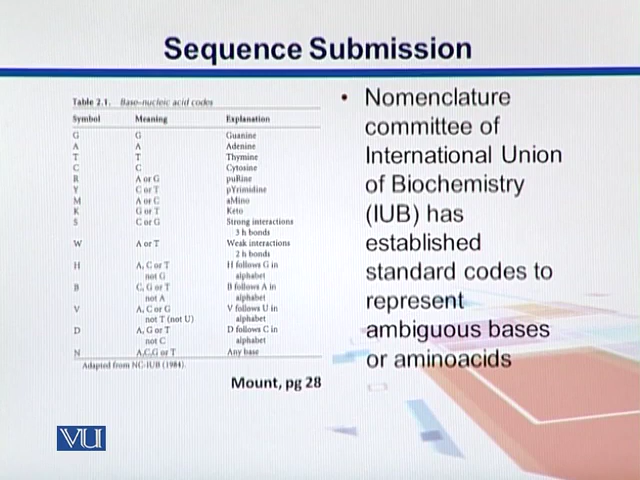 Sequence Submission
Table 2.1. Base–nucleic acid codes
Symbol Meaning Explanation
G G Guanine
A A Adenine
T T Thymine
C C Cytosine
R A or G puRine
Y C or T pYrimidine
M A or C aMino
K G or T Keto
S C or G Strong interactions
3 h bonds
W A or T Weak interactions
2 h bonds
H A, C or T H follows G in
not G alphabet
B C, G or T B follows A in
not A alphabet
V A, C or G V follows U in
not T (not U) alphabet
D A, G or T D follows C in
not C alphabet
N A,C,G or T Any base
Adapted from NC-IUB (1984).
Mount, pg 28
• Nomenclature
committee of
International Union
of Biochemistry
(IUB) has
established
standard codes to
represent
ambiguous bases
or aminoacids
VU